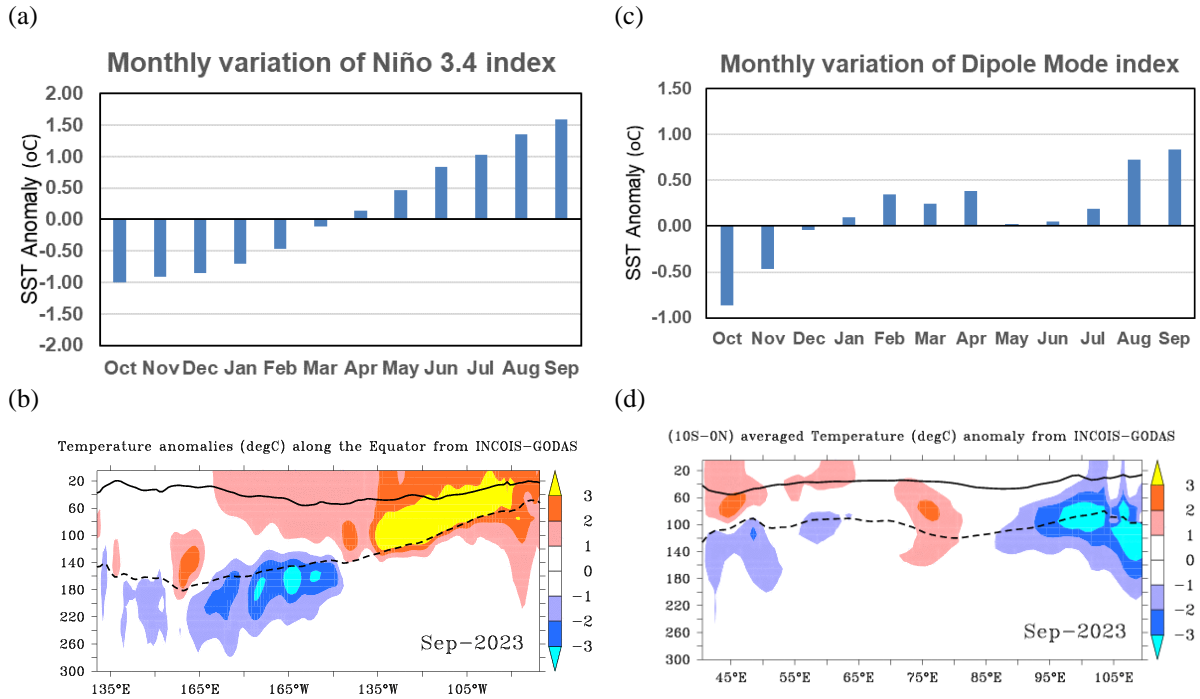 (a)
Monthly variation of Niño 3.4 index
2.00
1.50
1.00
0.50
0.00
-0.50
-1.00
-1.50
-2.00
SST Anomaly (oC)
Oct Nov Dec Jan Feb Mar Apr May Jun Jul Aug Sep
(c)
Monthly variation of Dipole Mode index
1.50
1.00
0.50
0.00
-0.50
-1.00
SST Anomaly (oC)
Oct Nov Dec Jan Feb Mar Apr May Jun Jul Aug Sep
(b)
Temperature anomalies (degC) along the Equator from INCOIS-GODAS
20
60
100
140
180
220
260
300
135°E 165°E 165°W 135°W 105°W
Sep-2023
3
2
1
0
-1
-2
-3
(d)
(10S-0N) averaged Temperature (degC) anomaly from INCOIS-GODAS
20
60
100
140
180
220
260
300
45°E 55°E 65°E 75°E 85°E 95°E 105°E
Sep-2023
3
2
1
0
-1
-2
-3